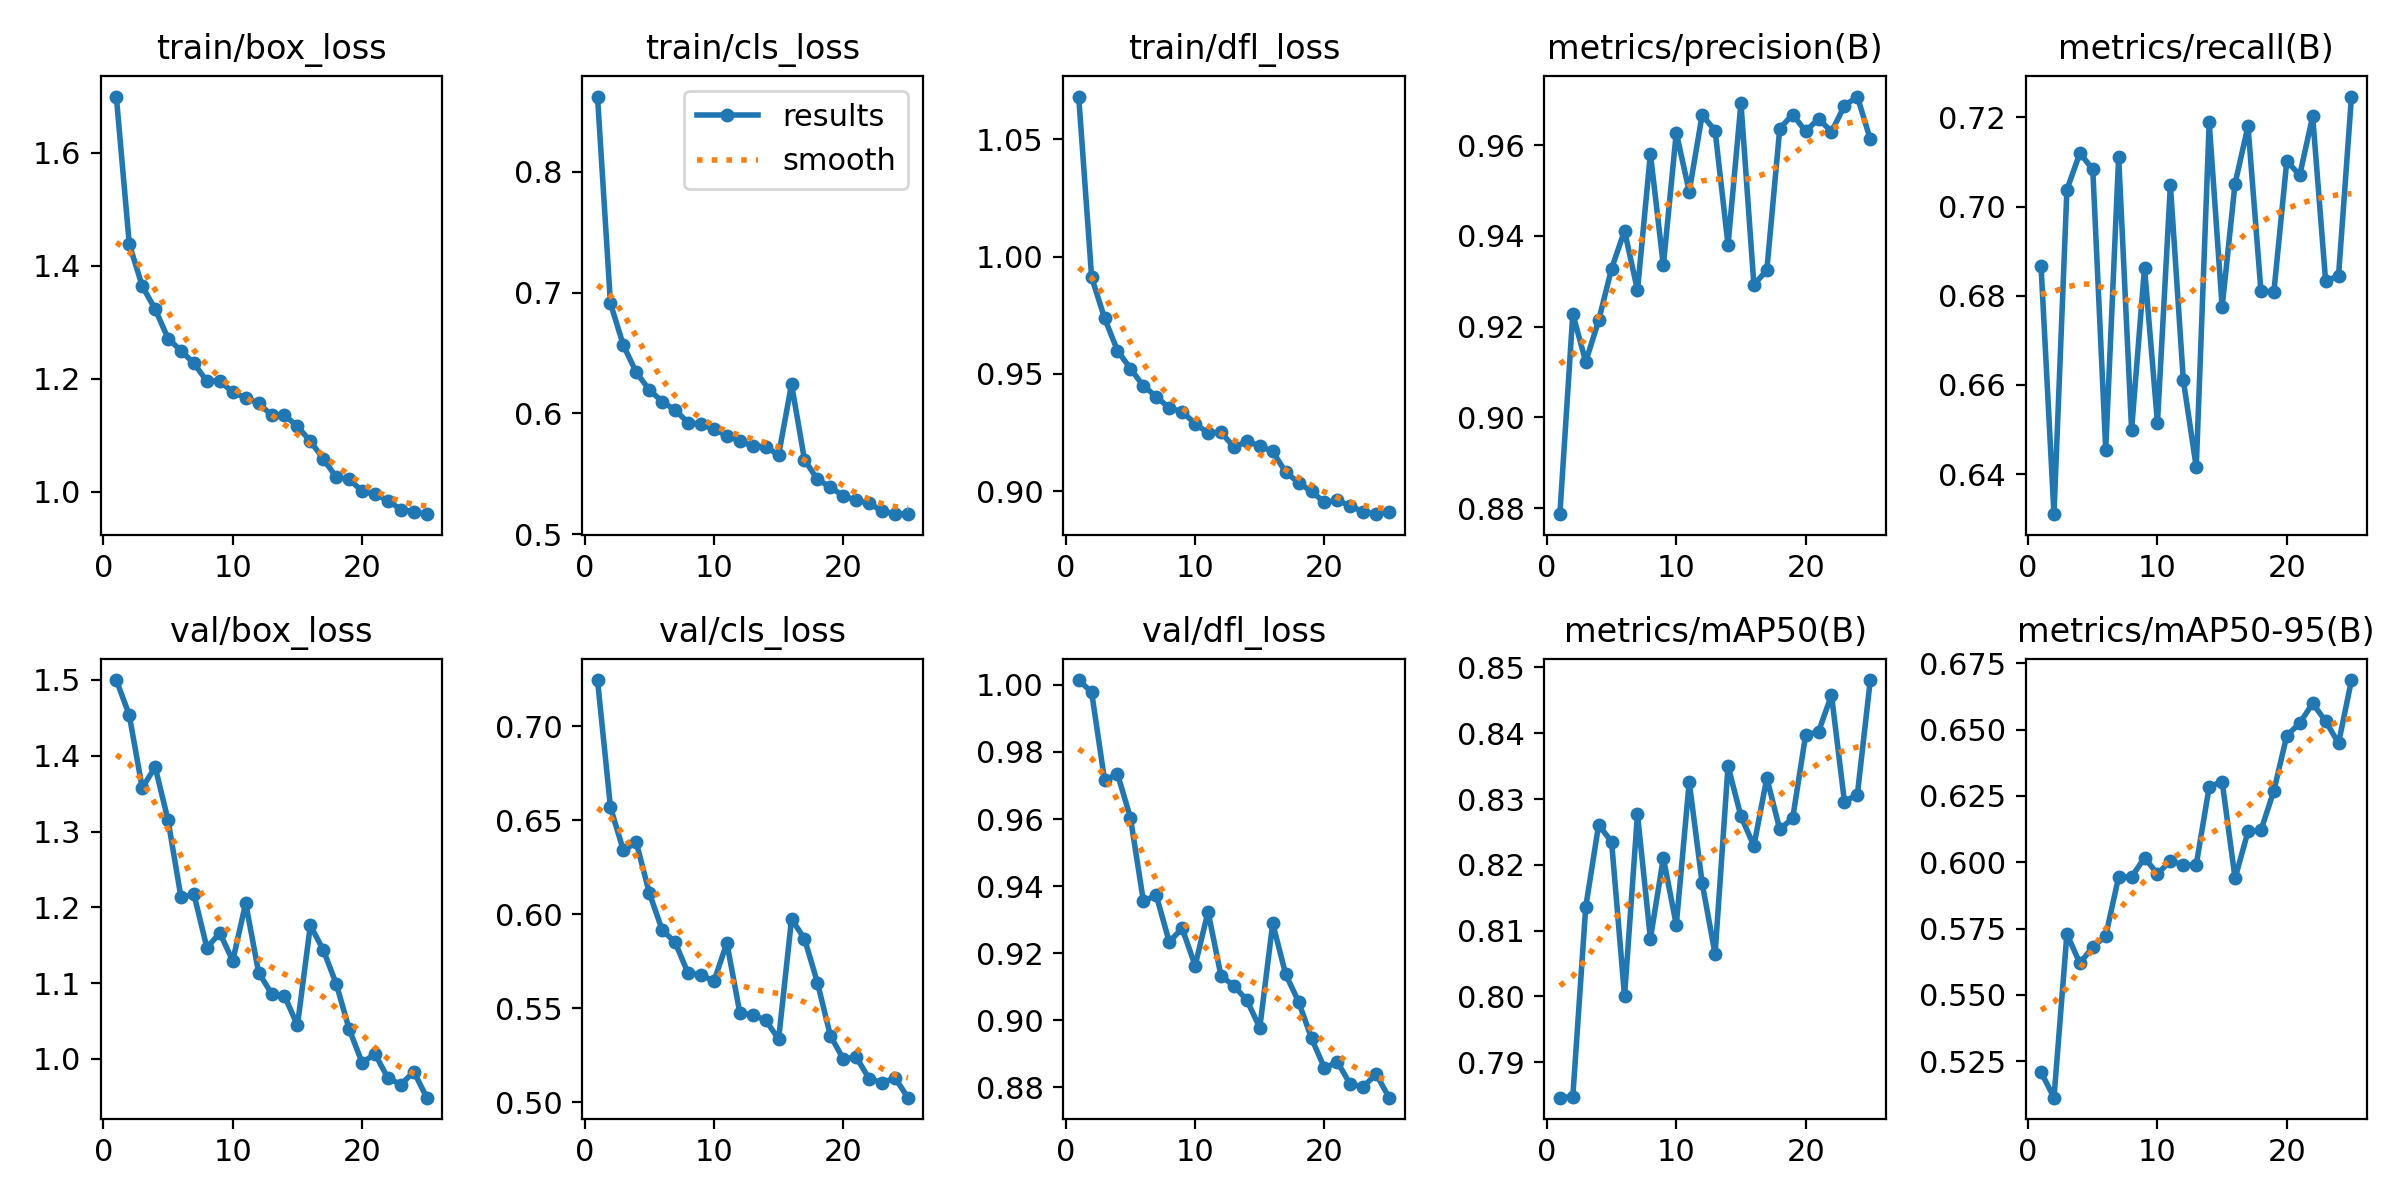 train/box_loss
1.6
1.4
1.2
1.0
0 10 20
train/cls_loss
results
smooth
0.8
0.7
0.6
0.5
0 10 20
train/dfl_loss
1.05
1.00
0.95
0.90
0 10 20
metrics/precision(B)
0.96
0.94
0.92
0.90
0.88
0 10 20
metrics/recall(B)
0.72
0.70
0.68
0.66
0.64
0 10 20
val/box_loss
1.5
1.4
1.3
1.2
1.1
1.0
0 10 20
val/cls_loss
0.70
0.65
0.60
0.55
0.50
0 10 20
val/dfl_loss
1.00
0.98
0.96
0.94
0.92
0.90
0.88
0 10 20
metrics/mAP50(B)
0.85
0.84
0.83
0.82
0.81
0.80
0.79
0 10 20
metrics/mAP50-95(B)
0.675
0.650
0.625
0.600
0.575
0.550
0.525
0 10 20